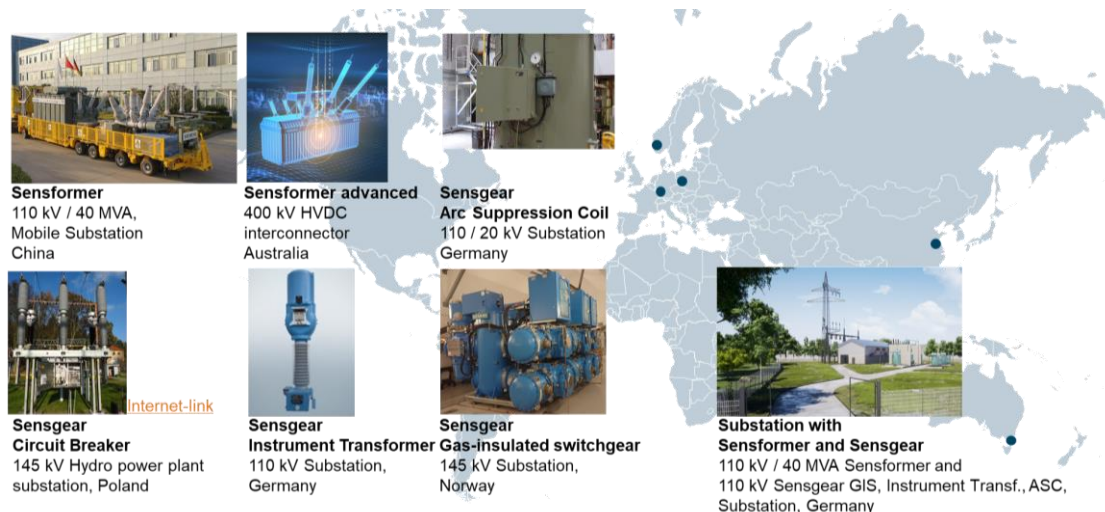 Sensformer
110 kV / 40 MVA,
Mobile Substation
China
Sensformer advanced
400 kV HVDC
interconnector
Australia
Sensgear
Arc Suppression Coil
110 / 20 kV Substation
Germany
Internet-link
Sensgear
Circuit Breaker
145 kV Hydro power plant
substation, Poland
Sensgear
Instrument Transformer
110 kV Substation,
Germany
Sensgear
Gas-insulated switchgear
145 kV Substation,
Norway
Substation with
Sensformer and Sensgear
110 kV / 40 MVA Sensformer and
110 kV Sensgear GIS, Instrument Transf., ASC,
Substation, Germany